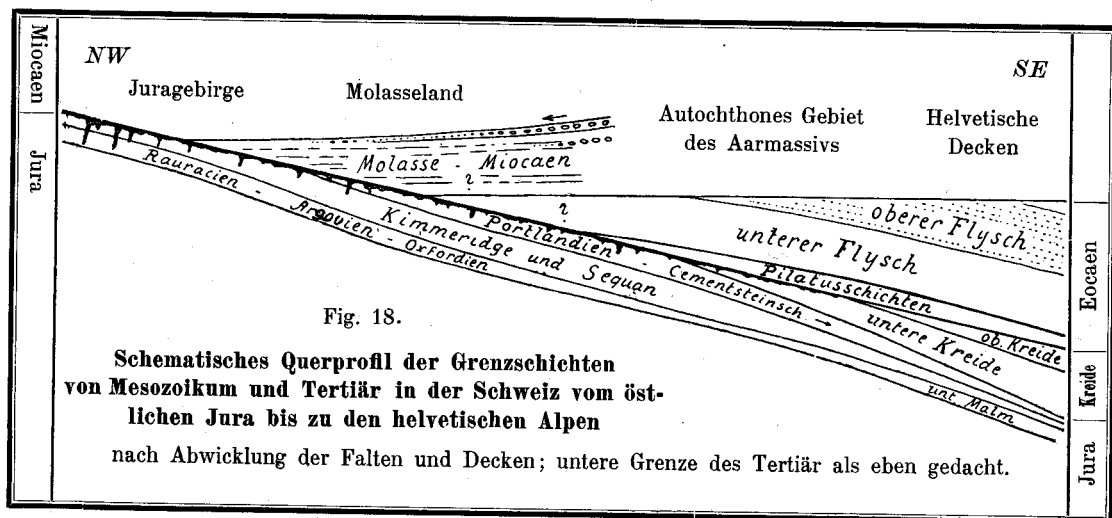 Miocaen
Jura
NW
SE
Juragebirge
Molasseland
Autochthones Gebiet
des Aarmassivs
Helvetische
Decken
Molasse - Miocaen
?
?
oberer Flysch
unterer Flysch
Pilatusschichten
Rauracien - Argovien - Oxfordien
Kimmeridge und Sequan
Portlandien - Cementsteinsch.
untere Kreide
ob. Kreide
unt. Malm
Eocaen
Kreide
Jura
Fig. 18.
Schematisches Querprofil der Grenzschichten
von Mesozoikum und Tertiär in der Schweiz vom öst-
lichen Jura bis zu den helvetischen Alpen
nach Abwicklung der Falten und Decken; untere Grenze des Tertiär als eben gedacht.